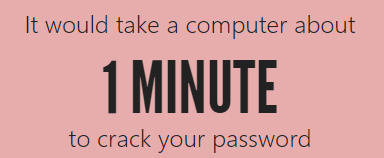 It would take a computer about
1 MINUTE
to crack your password